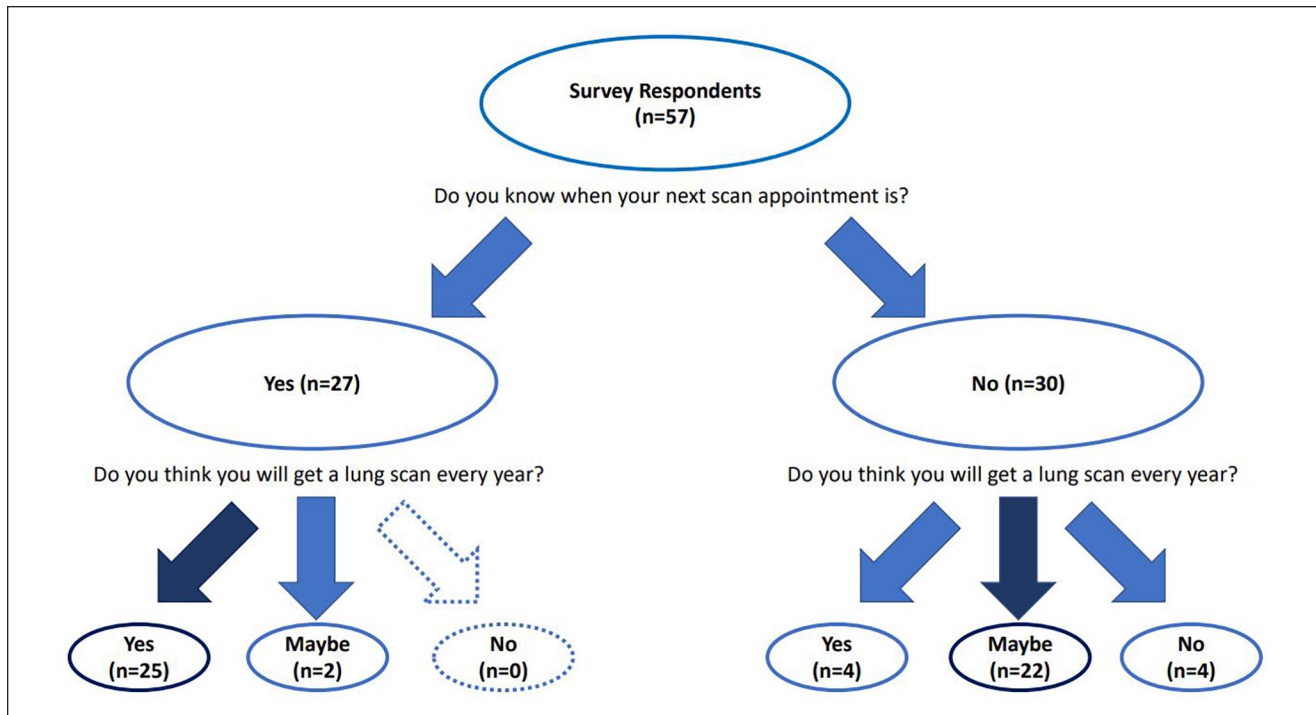 Survey Respondents
(n=57)
Do you know when your next scan appointment is?
Yes (n=27)
No (n=30)
Do you think you will get a lung scan every year?
Do you think you will get a lung scan every year?
Yes
(n=25)
Maybe
(n=2)
No
(n=0)
Yes
(n=4)
Maybe
(n=22)
No
(n=4)